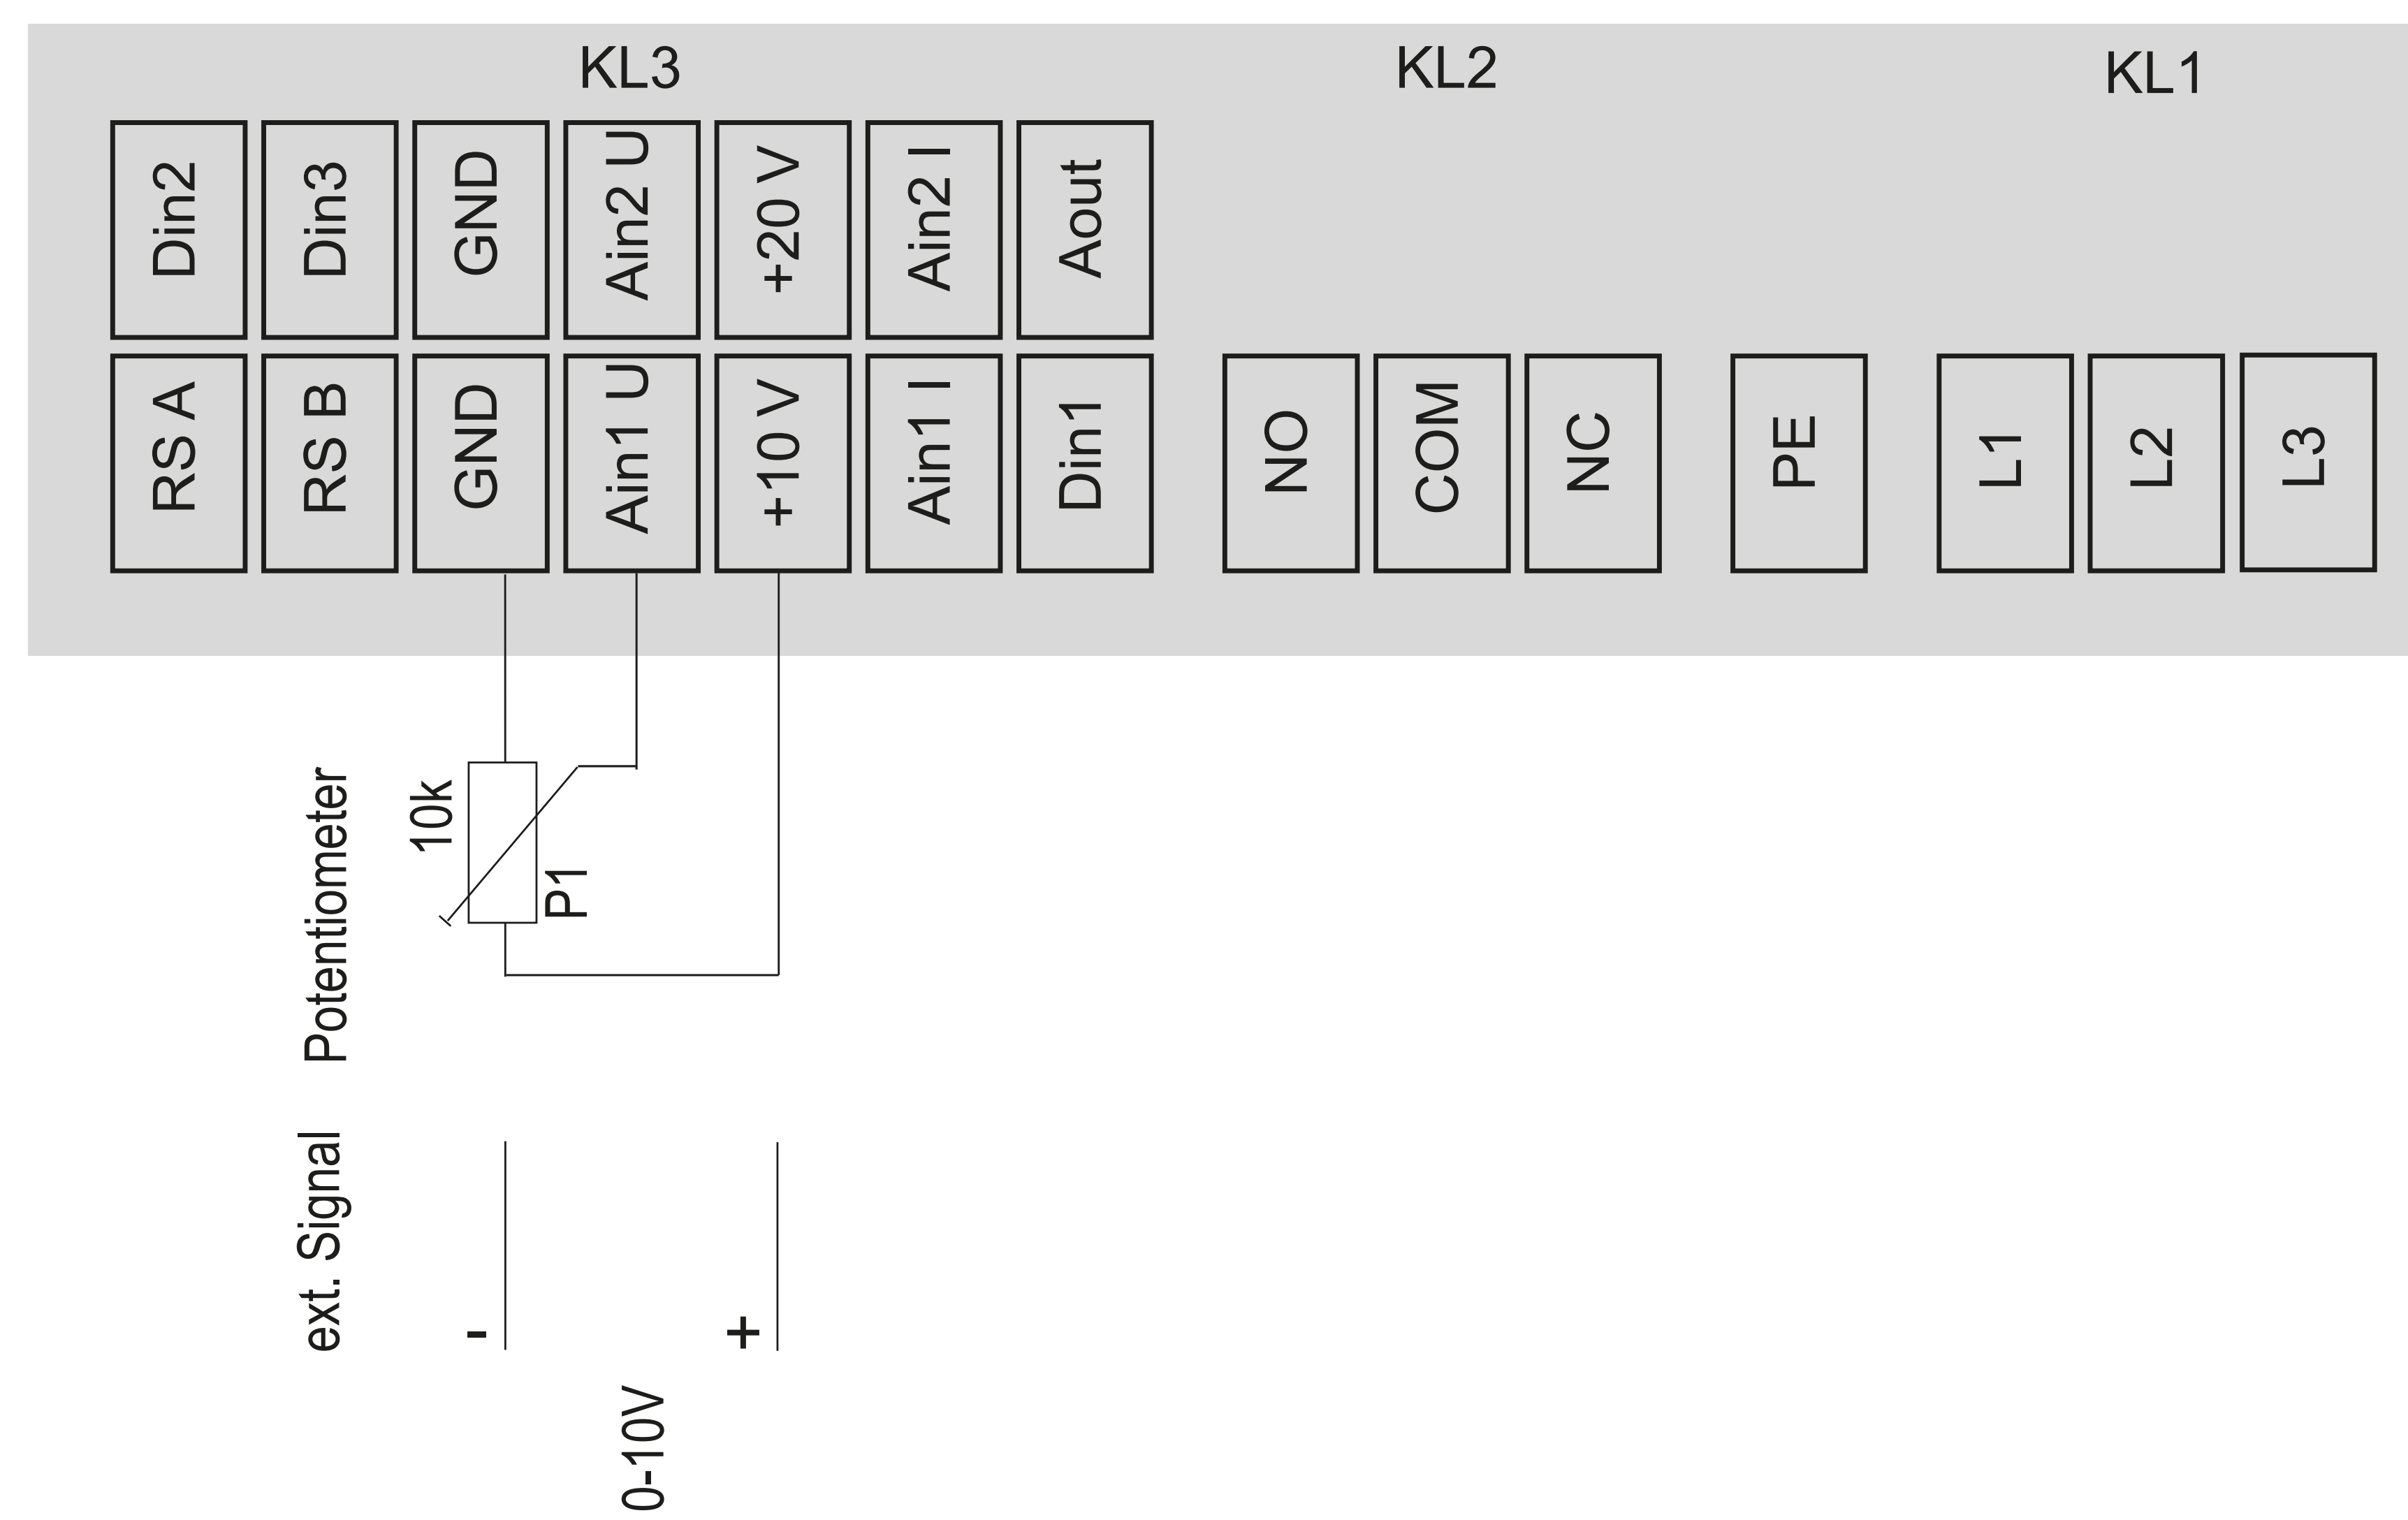 KL3
KL2
KL1
Din2
Din3
GND
Ain2 U
+20 V
Ain2 I
Aout
RS A
RS B
GND
Ain1 U
+10 V
Ain1 I
Din1
NO
COM
NC
PE
L1
L2
L3
Potentiometer
10k
P1
ext. Signal
-
+
0-10V